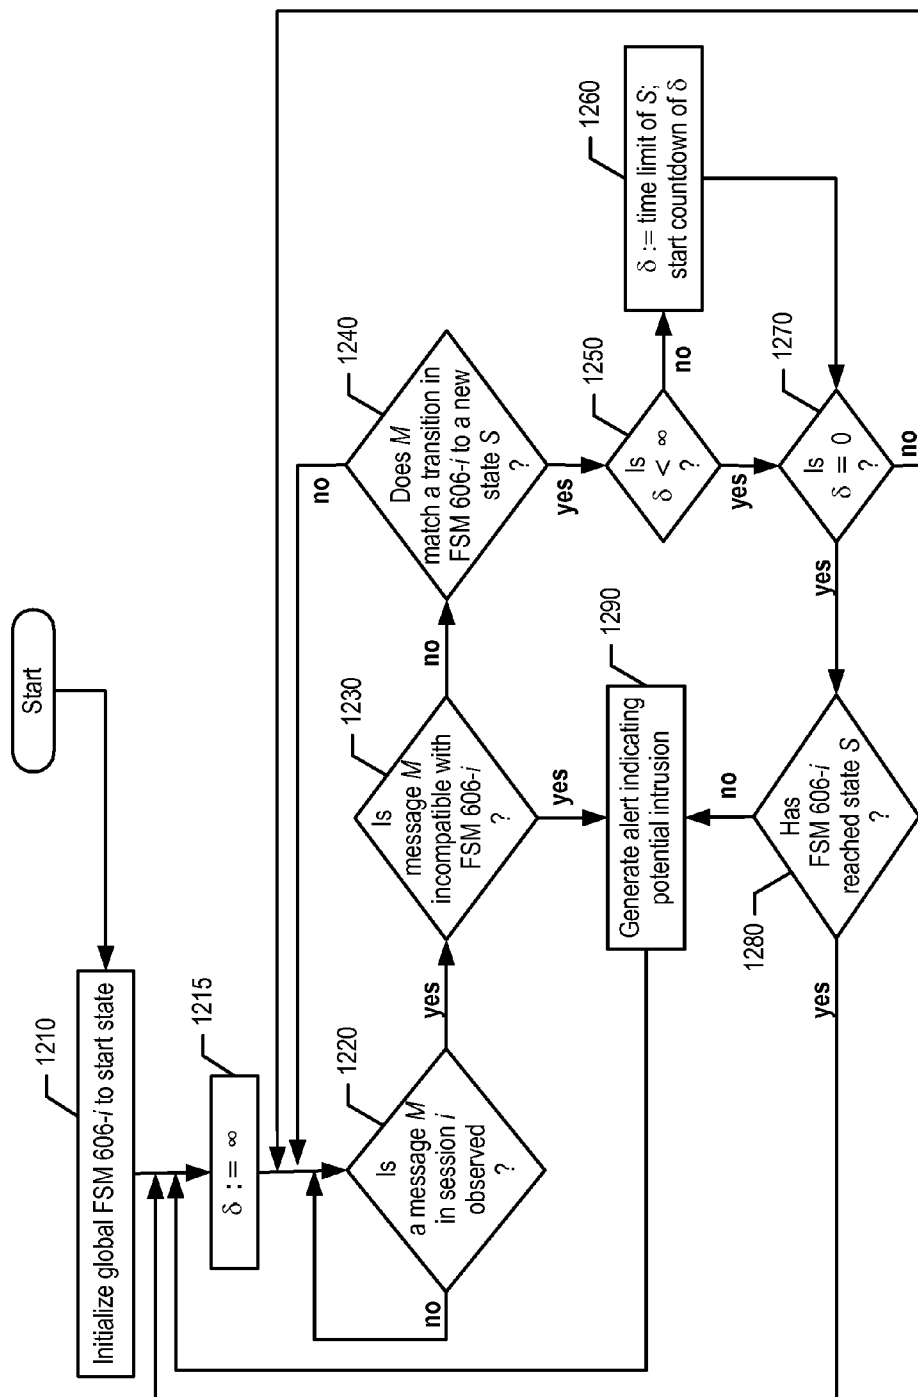 Start
1210
Initialize global FSM 606-i to start state
1215
δ := ∞
1220
Is
a message M
in session i
observed
?
no
yes
1230
Is
message M
incompatible with
FSM 606-i
?
no
yes
1240
Does M
match a transition in
FSM 606-i to a new
state S
?
no
yes
1250
Is
δ < ∞
?
no
yes
1260
δ := time limit of S;
start countdown of δ
1270
Is
δ = 0
?
no
yes
1280
Has
FSM 606-i
reached state S
?
no
yes
1290
Generate alert indicating
potential intrusion